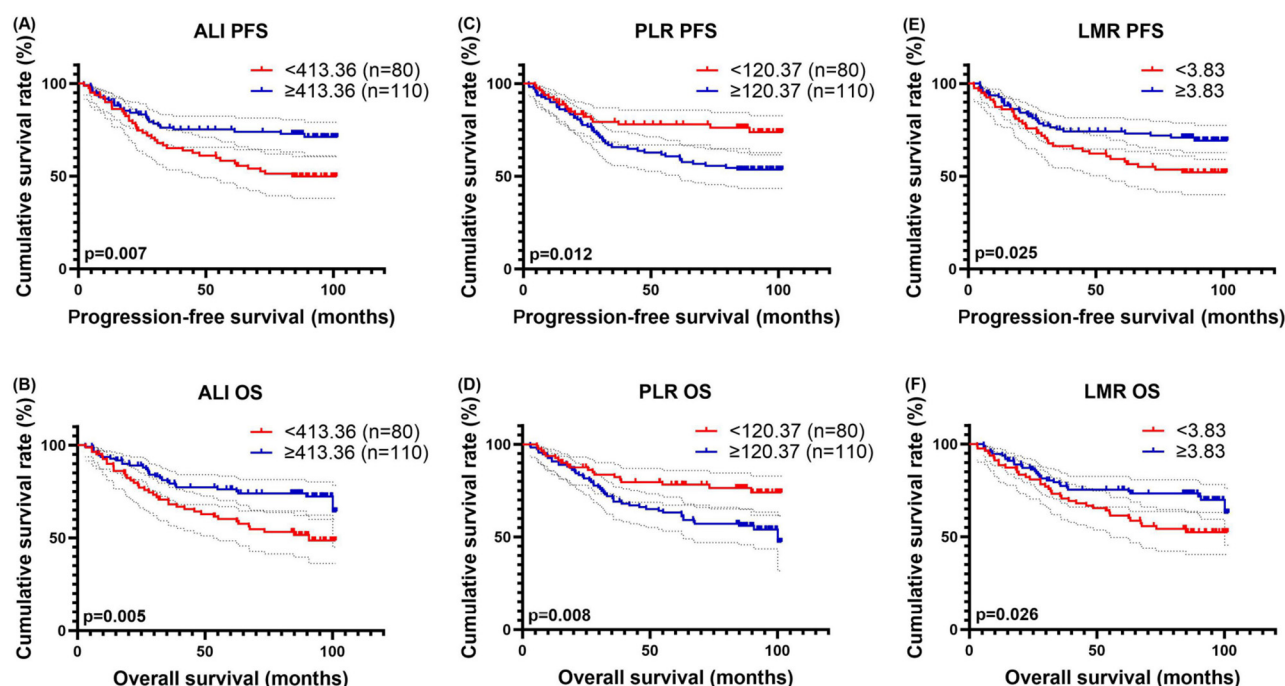 (A)
ALI PFS
Cumulative survival rate (%)
<413.36 (n=80)
≥413.36 (n=110)
100
50
0
p=0.007
0
50
100
Progression-free survival (months)
(C)
PLR PFS
Cumulative survival rate (%)
<120.37 (n=80)
≥120.37 (n=110)
100
50
0
p=0.012
0
50
100
Progression-free survival (months)
(E)
LMR PFS
Cumulative survival rate (%)
<3.83
≥3.83
100
50
0
p=0.025
0
50
100
Progression-free survival (months)
(B)
ALI OS
Cumulative survival rate (%)
<413.36 (n=80)
≥413.36 (n=110)
100
50
0
p=0.005
0
50
100
Overall survival (months)
(D)
PLR OS
Cumulative survival rate (%)
<120.37 (n=80)
≥120.37 (n=110)
100
50
0
p=0.008
0
50
100
Overall survival (months)
(F)
LMR OS
Cumulative survival rate (%)
<3.83
≥3.83
100
50
0
p=0.026
0
50
100
Overall survival (months)